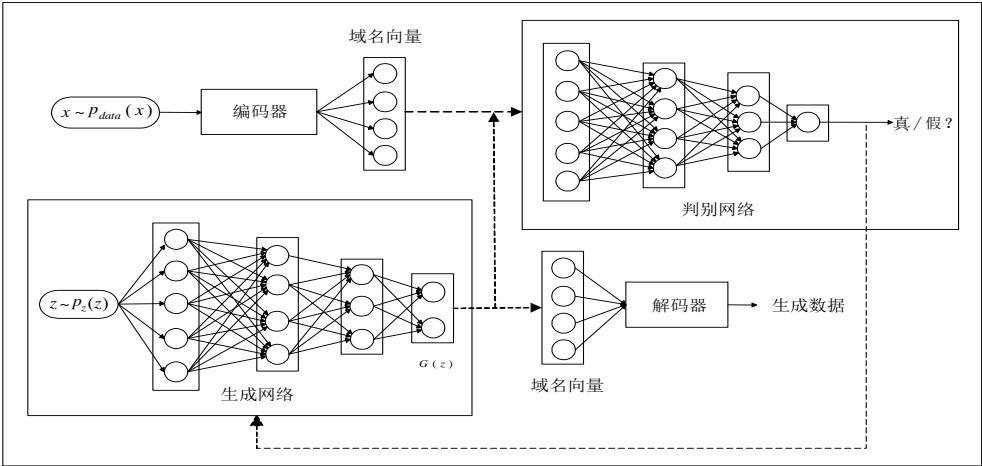 域名向量
x ~ p_data(x)
编码器
真/假？
判别网络
z~p_z(z)
G(z)
生成网络
解码器
生成数据
域名向量